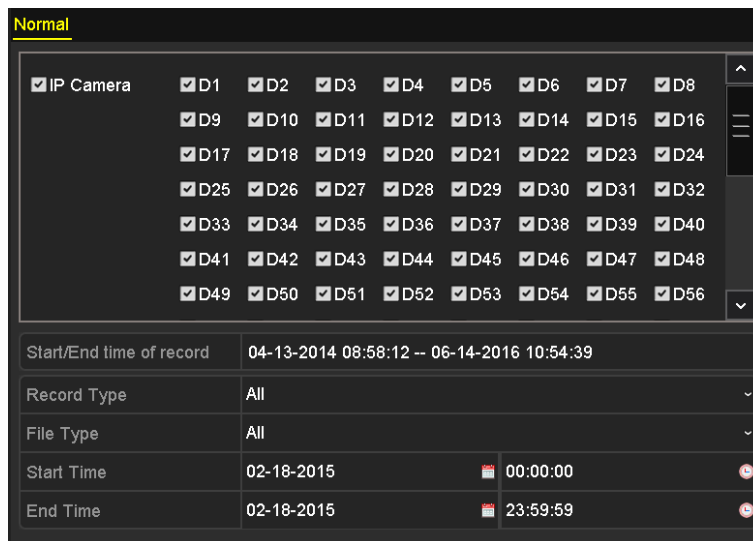 Normal
IP Camera D1 D2 D3 D4 D5 D6 D7 D8
D9 D10 D11 D12 D13 D14 D15 D16
D17 D18 D19 D20 D21 D22 D23 D24
D25 D26 D27 D28 D29 D30 D31 D32
D33 D34 D35 D36 D37 D38 D39 D40
D41 D42 D43 D44 D45 D46 D47 D48
D49 D50 D51 D52 D53 D54 D55 D56
Start/End time of record 04-13-2014 08:58:12 -- 06-14-2016 10:54:39
Record Type All
File Type All
Start Time 02-18-2015 00:00:00
End Time 02-18-2015 23:59:59